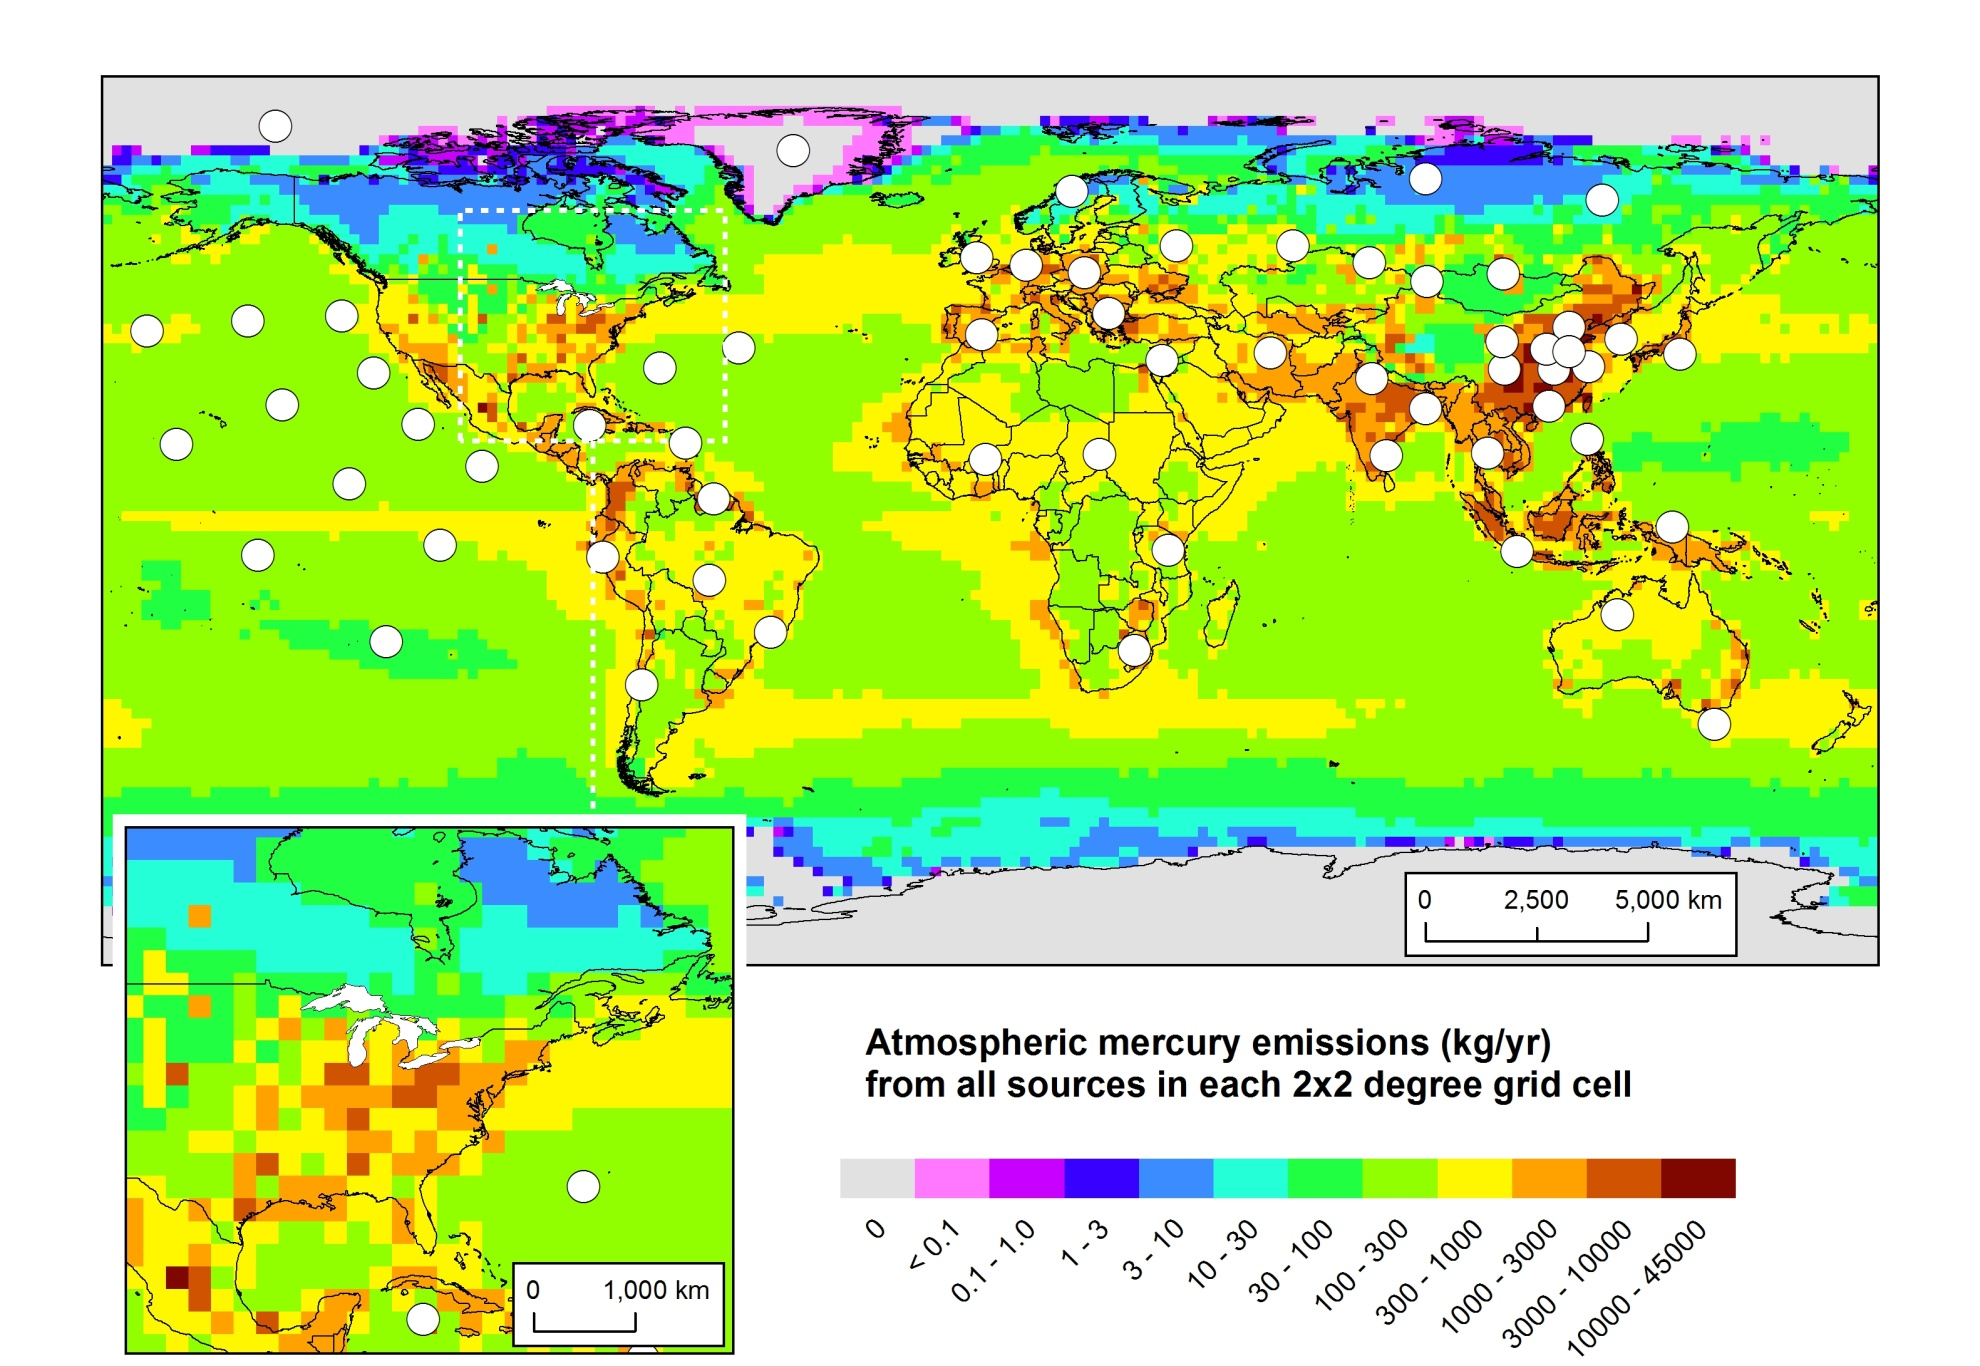 0 2,500 5,000 km
0 1,000 km
Atmospheric mercury emissions (kg/yr)
from all sources in each 2x2 degree grid cell
0
< 0.1
0.1 - 1.0
1 - 3
3 - 10
10 - 30
30 - 100
100 - 300
300 - 1000
1000 - 3000
3000 - 10000
10000 - 45000